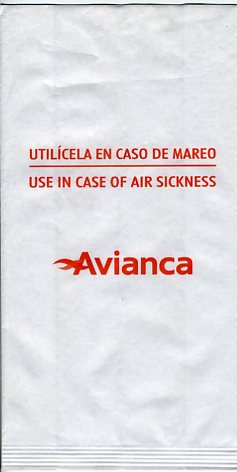 UTILÍCELA EN CASO DE MAREO
USE IN CASE OF AIR SICKNESS
Avianca